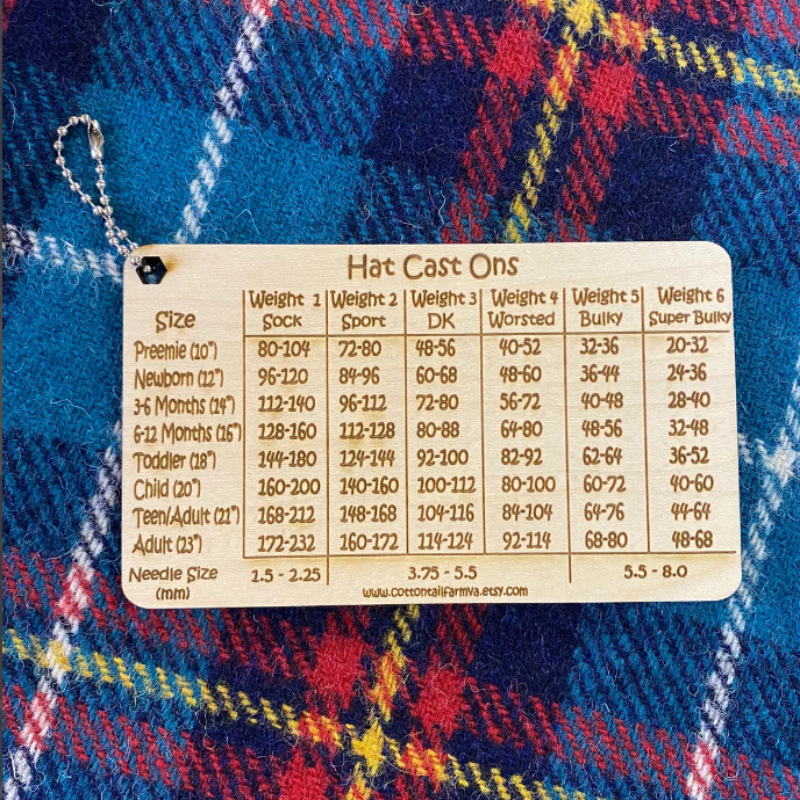 Hat Cast Ons
Size Weight 1 Sock Weight 2 Sport Weight 3 DK Weight 4 Worsted Weight 5 Bulky Weight 6 Super Bulky
Preemie (10") 80-104 72-80 48-56 40-52 32-36 20-32
Newborn (12") 96-120 84-96 60-68 48-60 36-44 24-36
3-6 Months (14") 112-140 96-112 72-80 56-72 40-48 28-40
6-12 Months (16") 128-160 112-128 80-88 64-80 48-56 32-48
Toddler (18") 144-180 124-144 92-100 82-92 62-64 36-52
Child (20") 160-200 140-160 100-112 80-100 60-72 40-60
Teen/Adult (21") 168-212 148-168 104-116 84-104 64-76 44-64
Adult (23") 172-232 160-172 114-124 92-114 68-80 48-68
Needle Size (mm) 1.5 - 2.25 3.75 - 5.5 5.5 - 8.0
www.cottontailfarmva.etsy.com